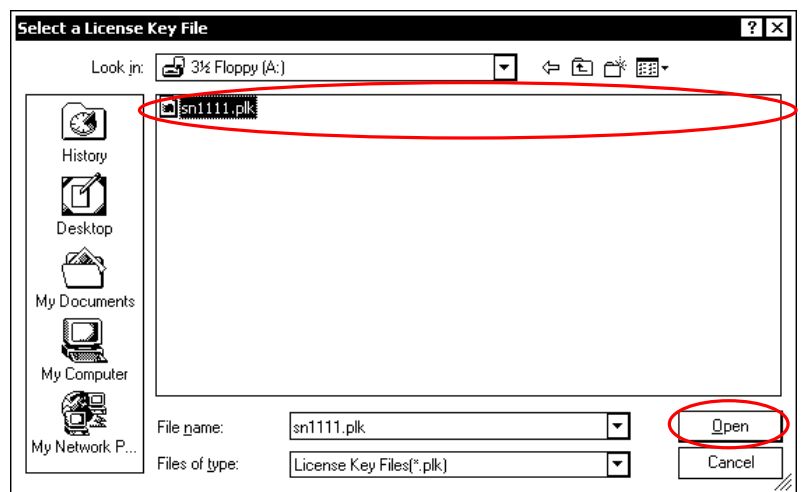 Select a License Key File
Look in: 3½ Floppy (A:)
sn1111.plk
History
Desktop
My Documents
My Computer
My Network P...
File name: sn1111.plk Open
Files of type: License Key Files(*.plk) Cancel